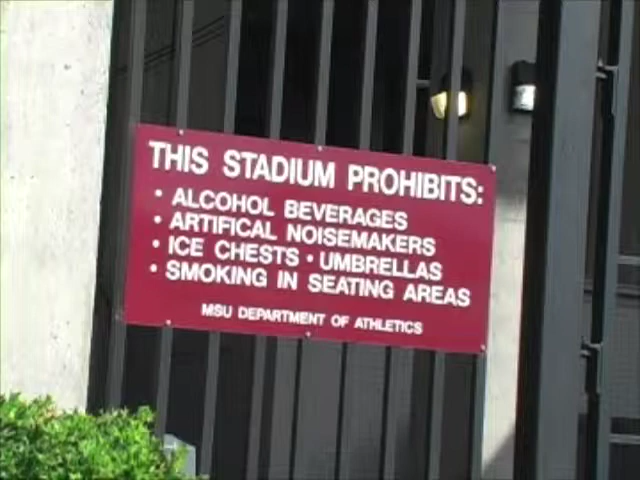 THIS STADIUM PROHIBITS:
• ALCOHOL BEVERAGES
• ARTIFICAL NOISEMAKERS
• ICE CHESTS • UMBRELLAS
• SMOKING IN SEATING AREAS
MSU DEPARTMENT OF ATHLETICS